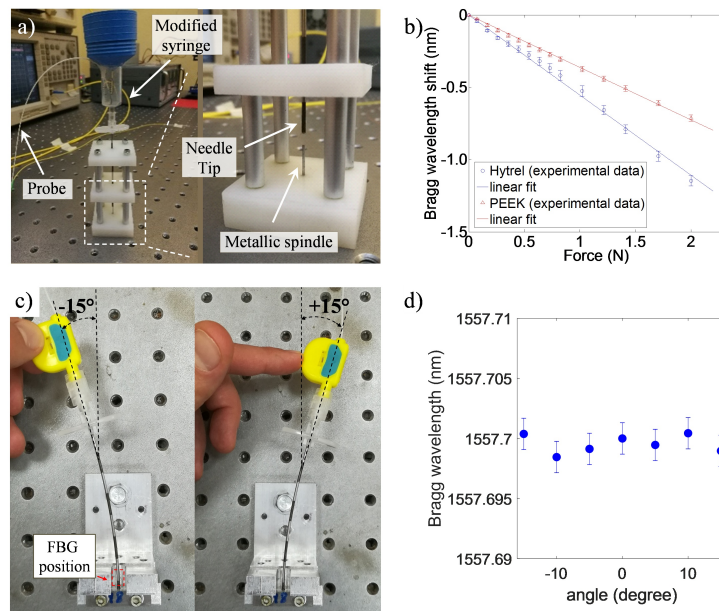 a)
Modified
syringe
Needle
Tip
Probe
Metallic spindle
b)
Bragg wavelength shift (nm)
0
-0.5
-1.0
-1.5
Hytrel (experimental data)
linear fit
PEEK (experimental data)
linear fit
0 0.5 1 1.5 2
Force (N)
c)
-15°
+15°
FBG
position
18
18
d)
Bragg wavelength (nm)
1557.71
1557.705
1557.7
1557.695
1557.69
-10 0 10
angle (degree)